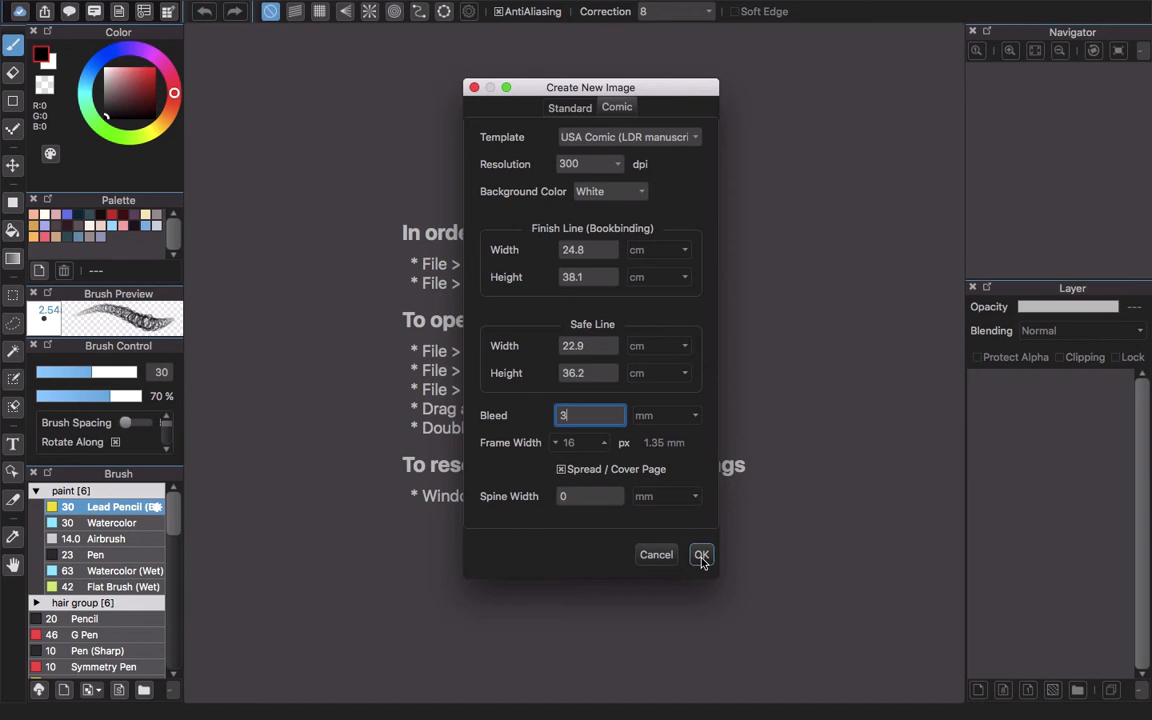 AntiAliasing Correction 8 Soft Edge
Color
R:0
G:0
B:0
Palette
---
Brush Preview
2.54
Brush Control
30
70 %
Brush Spacing
Rotate Along
Brush
paint [6]
30 Lead Pencil
30 Watercolor
14.0 Airbrush
23 Pen
63 Watercolor (Wet)
42 Flat Brush (Wet)
hair group [6]
20 Pencil
46 G Pen
10 Pen (Sharp)
10 Symmetry Pen
In orde
* File >
* File >
To ope
* File >
* File >
* File >
* Drag a
* Doubl
To rese
ngs
* Windo
Create New Image
Standard Comic
Template USA Comic (LDR manuscri
Resolution 300 dpi
Background Color White
Finish Line (Bookbinding)
Width 24.8 cm
Height 38.1 cm
Safe Line
Width 22.9 cm
Height 36.2 cm
Bleed 3 mm
Frame Width 16 px 1.35 mm
Spread / Cover Page
Spine Width 0 mm
Cancel OK
Navigator
Layer
Opacity ---
Blending Normal
Protect Alpha Clipping Lock